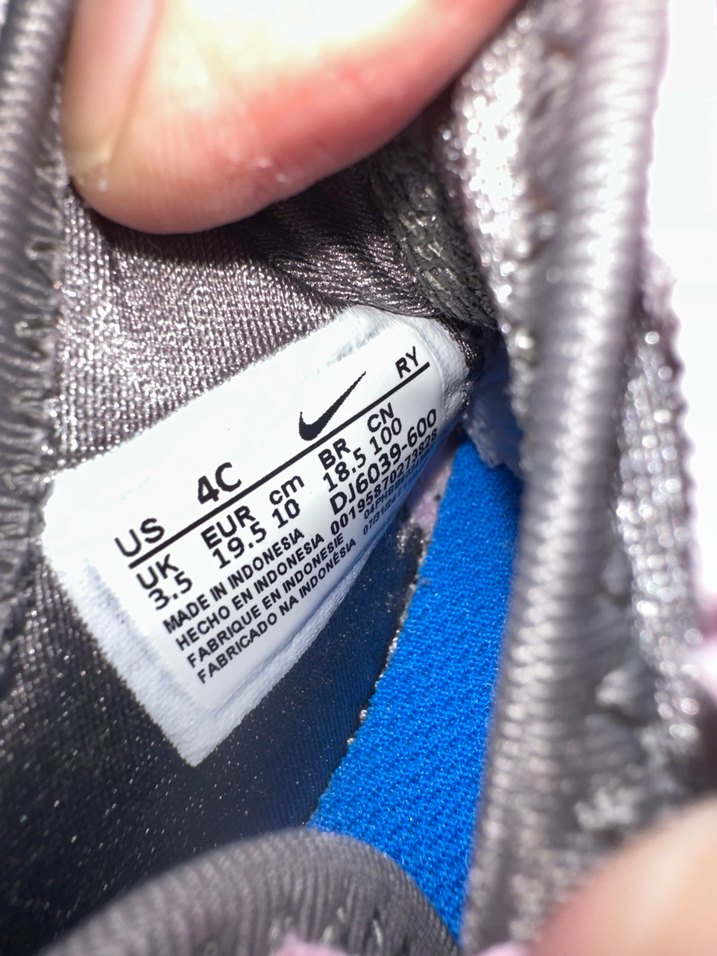 RY
US 4C
UK EUR cm BR CN
3.5 19.5 10 18.5 100
MADE IN INDONESIA DJ6039-600
HECHO EN INDONESIA
FABRIQUE EN INDONESIE
FABRICADO NA INDONÉSIA